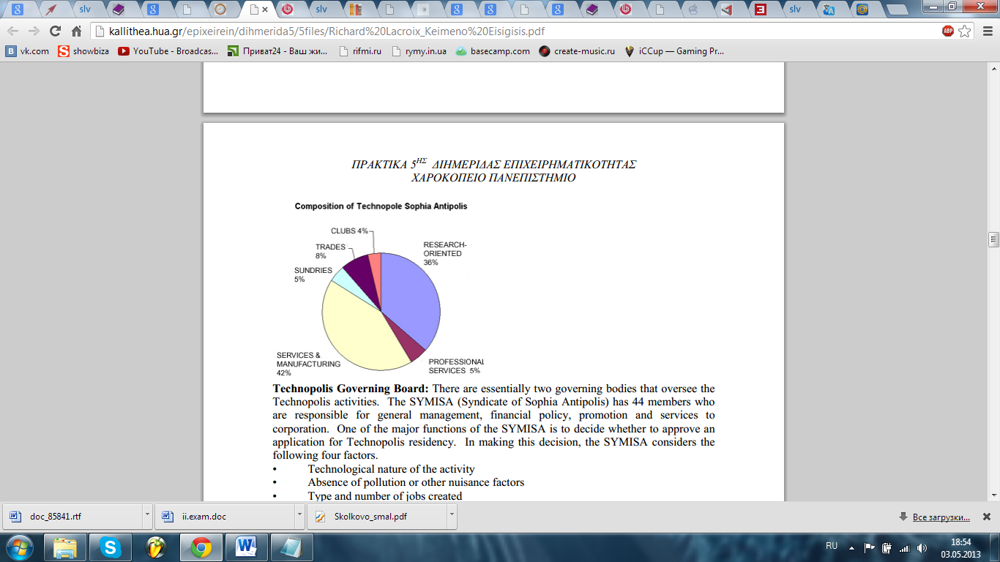 slv
slv
slv
kallithea.hua.gr/epixeirein/dihmerida5/5files/Richard%20Lacroix_Keimeno%20Eisigisis.pdf
ABP
vk.com
showbiza
YouTube - Broadcas...
Приват24 - Ваш жи...
rifmi.ru
rymy.in.ua
basecamp.com
create-music.ru
iCCup — Gaming Pr...
ΠΡΑΚΤΙΚΑ 5ΗΣ ΔΙΗΜΕΡΙΔΑΣ ΕΠΙΧΕΙΡΗΜΑΤΙΚΟΤΗΤΑΣ
ΧΑΡΟΚΟΠΕΙΟ ΠΑΝΕΠΙΣΤΗΜΙΟ
Composition of Technopole Sophia Antipolis
CLUBS 4%
TRADES
8%
SUNDRIES
5%
RESEARCH-
ORIENTED
36%
SERVICES &
MANUFACTURING
42%
PROFESSIONAL
SERVICES 5%
Technopolis Governing Board: There are essentially two governing bodies that oversee the
Technopolis activities. The SYMISA (Syndicate of Sophia Antipolis) has 44 members who
are responsible for general management, financial policy, promotion and services to
corporation. One of the major functions of the SYMISA is to decide whether to approve an
application for Technopolis residency. In making this decision, the SYMISA considers the
following four factors.
• Technological nature of the activity
• Absence of pollution or other nuisance factors
• Type and number of jobs created
doc_85841.rtf
ii.exam.doc
Skolkovo_smal.pdf
Все загрузки...
RU
18:54
03.05.2013